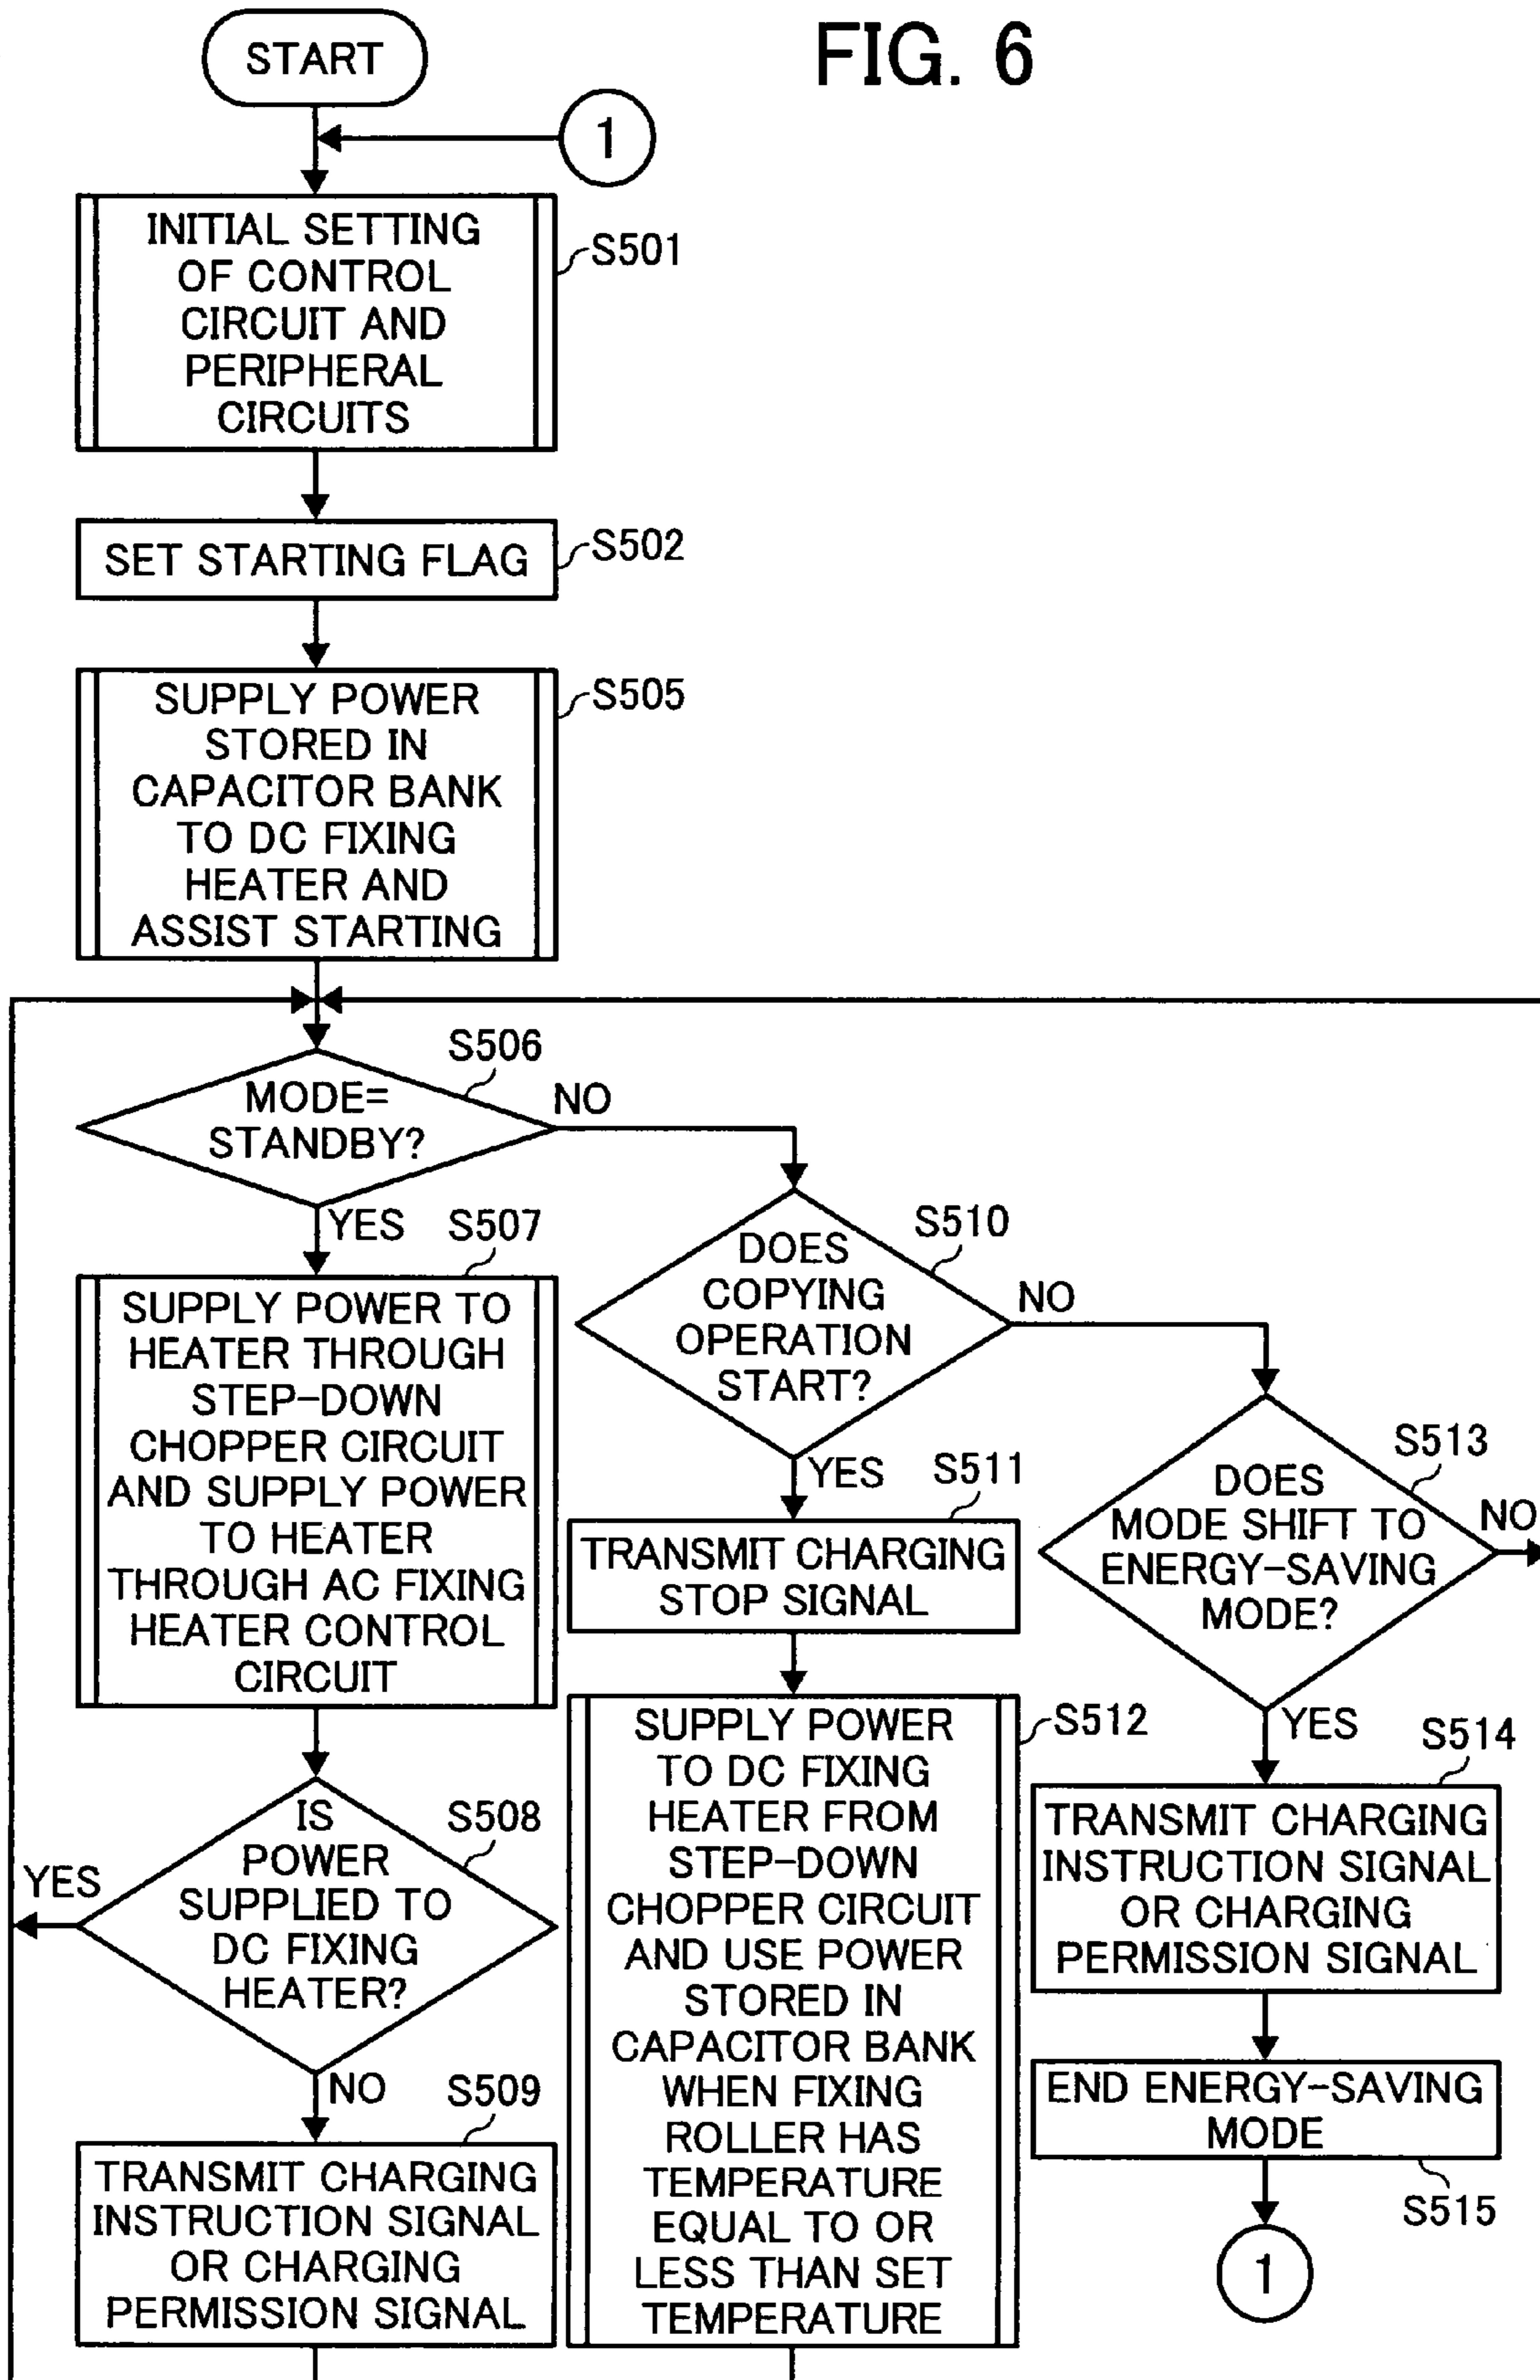 FIG. 6
START
1
INITIAL SETTING
OF CONTROL
CIRCUIT AND
PERIPHERAL
CIRCUITS
S501
SET STARTING FLAG
S502
SUPPLY POWER
STORED IN
CAPACITOR BANK
TO DC FIXING
HEATER AND
ASSIST STARTING
S505
MODE=
STANDBY?
S506
NO
YES
S507
SUPPLY POWER TO
HEATER THROUGH
STEP-DOWN
CHOPPER CIRCUIT
AND SUPPLY POWER
TO HEATER
THROUGH AC FIXING
HEATER CONTROL
CIRCUIT
IS
POWER
SUPPLIED TO
DC FIXING
HEATER?
S508
YES
NO
S509
TRANSMIT CHARGING
INSTRUCTION SIGNAL
OR CHARGING
PERMISSION SIGNAL
DOES
COPYING
OPERATION
START?
S510
NO
YES
S511
TRANSMIT CHARGING
STOP SIGNAL
SUPPLY POWER
TO DC FIXING
HEATER FROM
STEP-DOWN
CHOPPER CIRCUIT
AND USE POWER
STORED IN
CAPACITOR BANK
WHEN FIXING
ROLLER HAS
TEMPERATURE
EQUAL TO OR
LESS THAN SET
TEMPERATURE
S512
DOES
MODE SHIFT TO
ENERGY-SAVING
MODE?
S513
NO
YES
S514
TRANSMIT CHARGING
INSTRUCTION SIGNAL
OR CHARGING
PERMISSION SIGNAL
END ENERGY-SAVING
MODE
S515
1